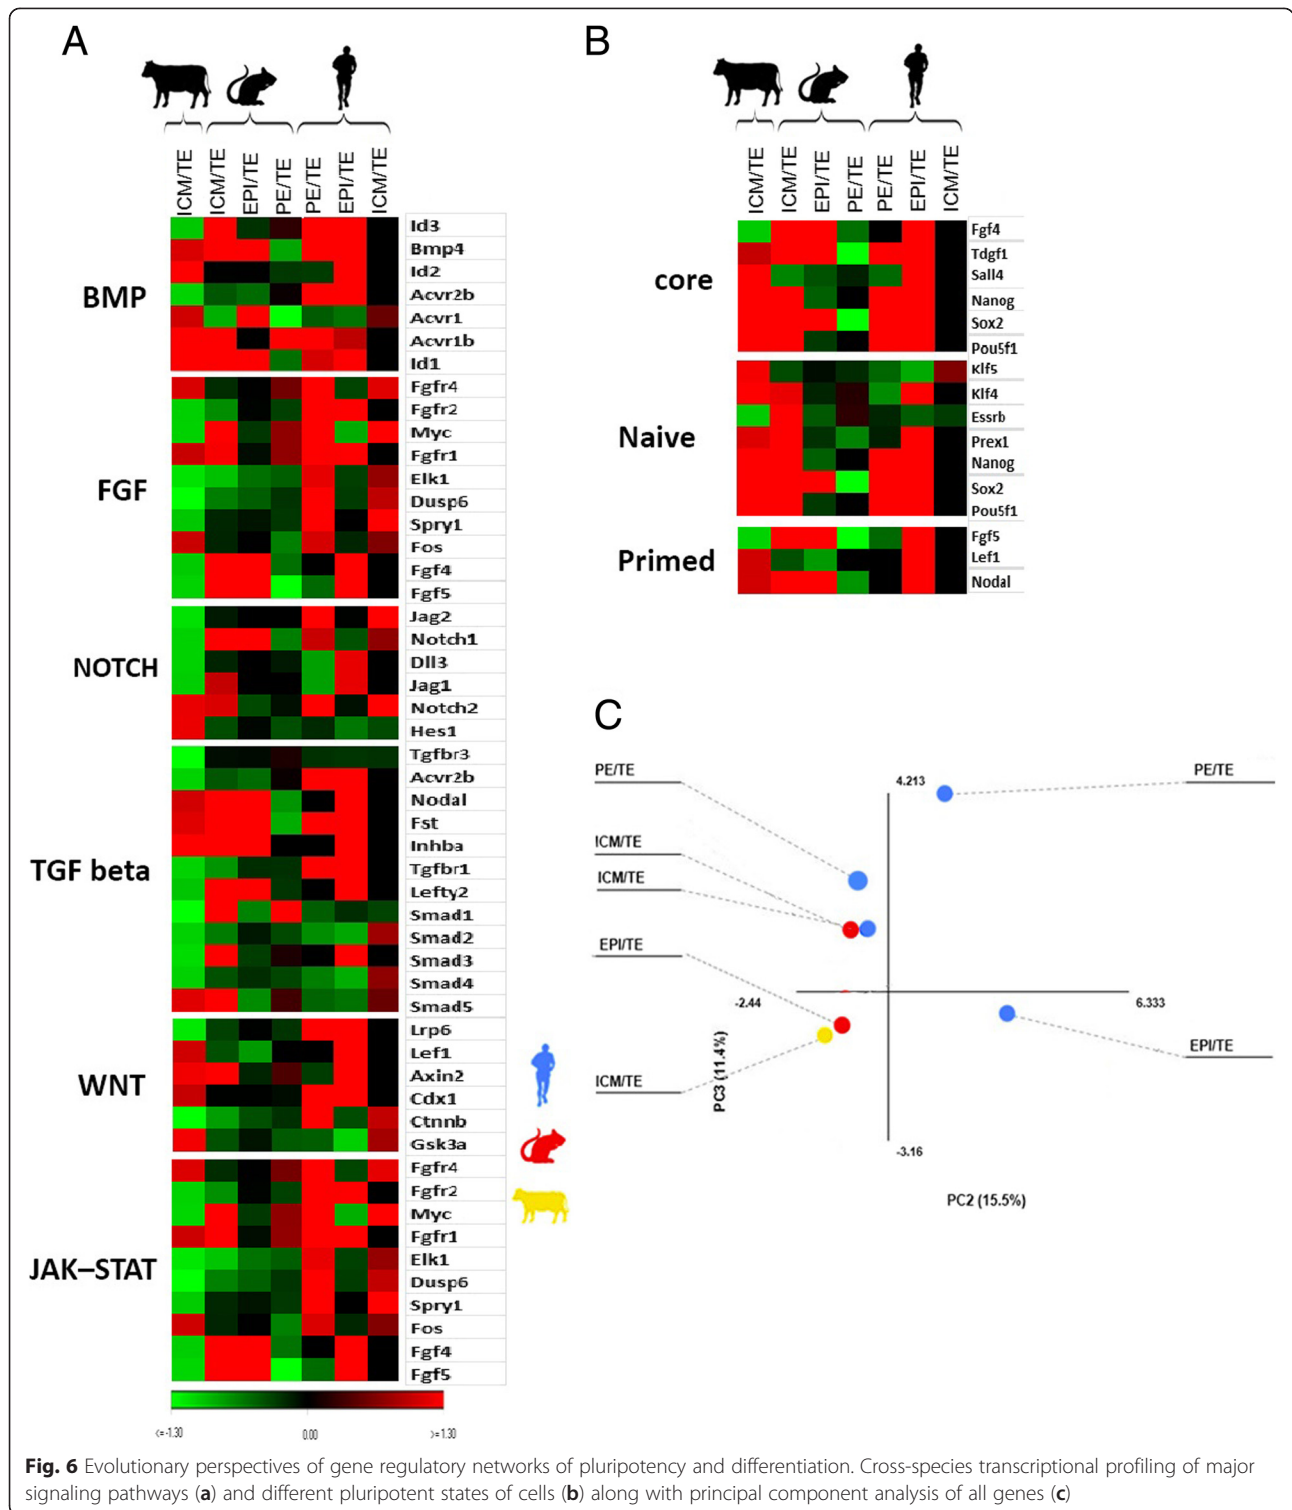 A
ICM/TE
ICM/TE
EPI/TE
PE/TE
PE/TE
EPI/TE
ICM/TE
BMP
Id3
Bmp4
Id2
Acvr2b
Acvr1
Acvr1b
Id1
FGF
Fgfr4
Fgfr2
Myc
Fgfr1
Elk1
Dusp6
Spry1
Fos
Fgf4
Fgf5
NOTCH
Jag2
Notch1
Dll3
Jag1
Notch2
Hes1
TGF beta
Tgfbr3
Acvr2b
Nodal
Fst
Inhba
Tgfbr1
Lefty2
Smad1
Smad2
Smad3
Smad4
Smad5
WNT
Lrp6
Lef1
Axin2
Cdx1
Ctnnb
Gsk3a
JAK–STAT
Fgfr4
Fgfr2
Myc
Fgfr1
Elk1
Dusp6
Spry1
Fos
Fgf4
Fgf5
<=-1.30 0.00 >=1.30
B
ICM/TE
ICM/TE
EPI/TE
PE/TE
PE/TE
EPI/TE
ICM/TE
core
Fgf4
Tdgf1
Sall4
Nanog
Sox2
Pou5f1
Naive
Klf5
Klf4
Essrb
Prex1
Nanog
Sox2
Pou5f1
Primed
Fgf5
Lef1
Nodal
C
PE/TE
ICM/TE
ICM/TE
EPI/TE
ICM/TE
PE/TE
EPI/TE
4.213
-2.44
6.333
-3.16
PC3 (11.4%)
PC2 (15.5%)
Fig. 6 Evolutionary perspectives of gene regulatory networks of pluripotency and differentiation. Cross-species transcriptional profiling of major
signaling pathways (a) and different pluripotent states of cells (b) along with principal component analysis of all genes (c)